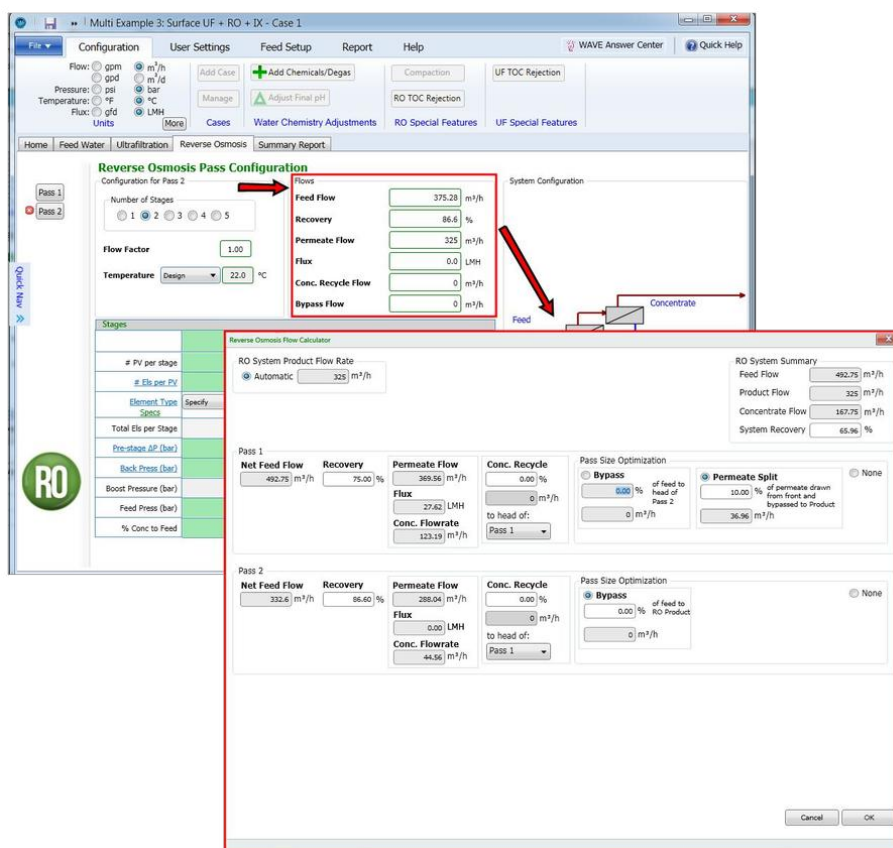 Multi Example 3: Surface UF + RO + IX - Case 1
File Configuration User Settings Feed Setup Report Help WAVE Answer Center Quick Help
Flow: gpm m³/h
gpd m³/d
Pressure: psi bar
Temperature: °F °C
Flux: gfd LMH
Units More
Add Case
Manage
Cases
Add Chemicals/Degas
Adjust Final pH
Water Chemistry Adjustments
Compaction
RO TOC Rejection
RO Special Features
UF TOC Rejection
UF Special Features
Home Feed Water Ultrafiltration Reverse Osmosis Summary Report
Quick Nav
Pass 1
Pass 2
Reverse Osmosis Pass Configuration
Configuration for Pass 2
Number of Stages
1 2 3 4 5
Flow Factor 1.00
Temperature Design 22.0 °C
Flows
Feed Flow 375.28 m³/h
Recovery 86.6 %
Permeate Flow 325 m³/h
Flux 0.0 LMH
Conc. Recycle Flow 0 m³/h
Bypass Flow 0 m³/h
System Configuration
Concentrate
Feed
Stages
# PV per stage
# Els per PV
Element Type Specify
Specs
Total Els per Stage
Pre-stage ΔP (bar)
Back Press (bar)
Boost Pressure (bar)
Feed Press (bar)
% Conc to Feed
RO
Reverse Osmosis Flow Calculator
RO System Product Flow Rate
Automatic 325 m³/h
RO System Summary
Feed Flow 492.75 m³/h
Product Flow 325 m³/h
Concentrate Flow 167.75 m³/h
System Recovery 65.96 %
Pass 1
Net Feed Flow
492.75 m³/h
Recovery
75.00 %
Permeate Flow
369.56 m³/h
Flux
27.62 LMH
Conc. Flowrate
123.19 m³/h
Conc. Recycle
0.00 %
0 m³/h
to head of:
Pass 1
Pass Size Optimization
Bypass
0.00 % of feed to head of Pass 2
0 m³/h
Permeate Split
10.00 % of permeate drawn from front and bypassed to Product
36.96 m³/h
None
Pass 2
Net Feed Flow
332.6 m³/h
Recovery
86.60 %
Permeate Flow
288.04 m³/h
Flux
0.00 LMH
Conc. Flowrate
44.56 m³/h
Conc. Recycle
0.00 %
0 m³/h
to head of:
Pass 1
Pass Size Optimization
Bypass
0.00 % of feed to RO Product
0 m³/h
None
Cancel OK